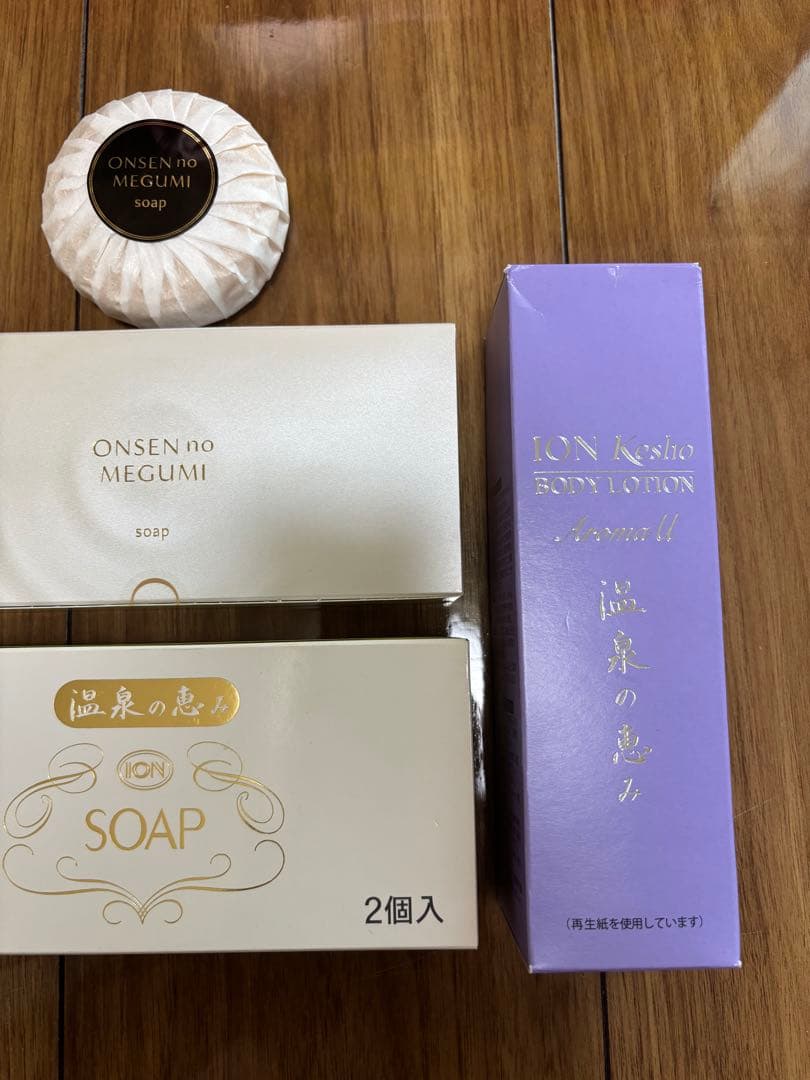 ONSEN no
MEGUMI
soap
ONSEN no
MEGUMI
soap
温泉の恵み
ION
SOAP
2個入
ION Kesho
BODY LOTION
Aroma U
温泉の恵み
(再生紙を使用しています)